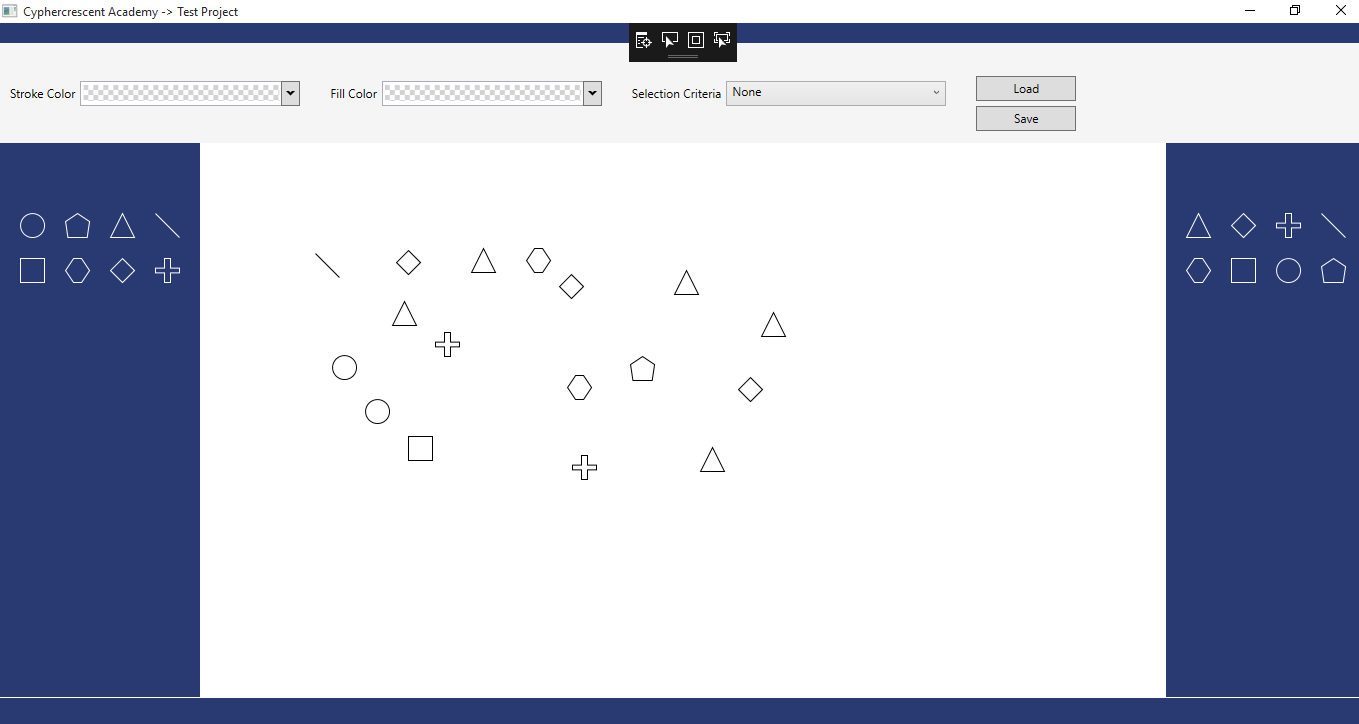 Cyphercrescent Academy -> Test Project
Stroke Color
Fill Color
Selection Criteria
None
Load
Save